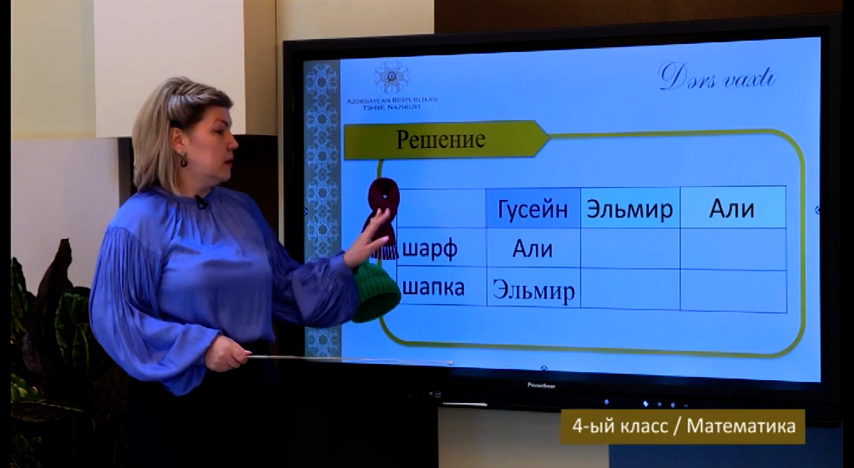 Dərs vaxtı
AZƏRBAYCAN RESPUBLİKASI
TƏHSİL NAZİRLİYİ
Решение
Гусейн Эльмир Али
шарф Али
шапка Эльмир
Promethean
4-ый класс / Математика